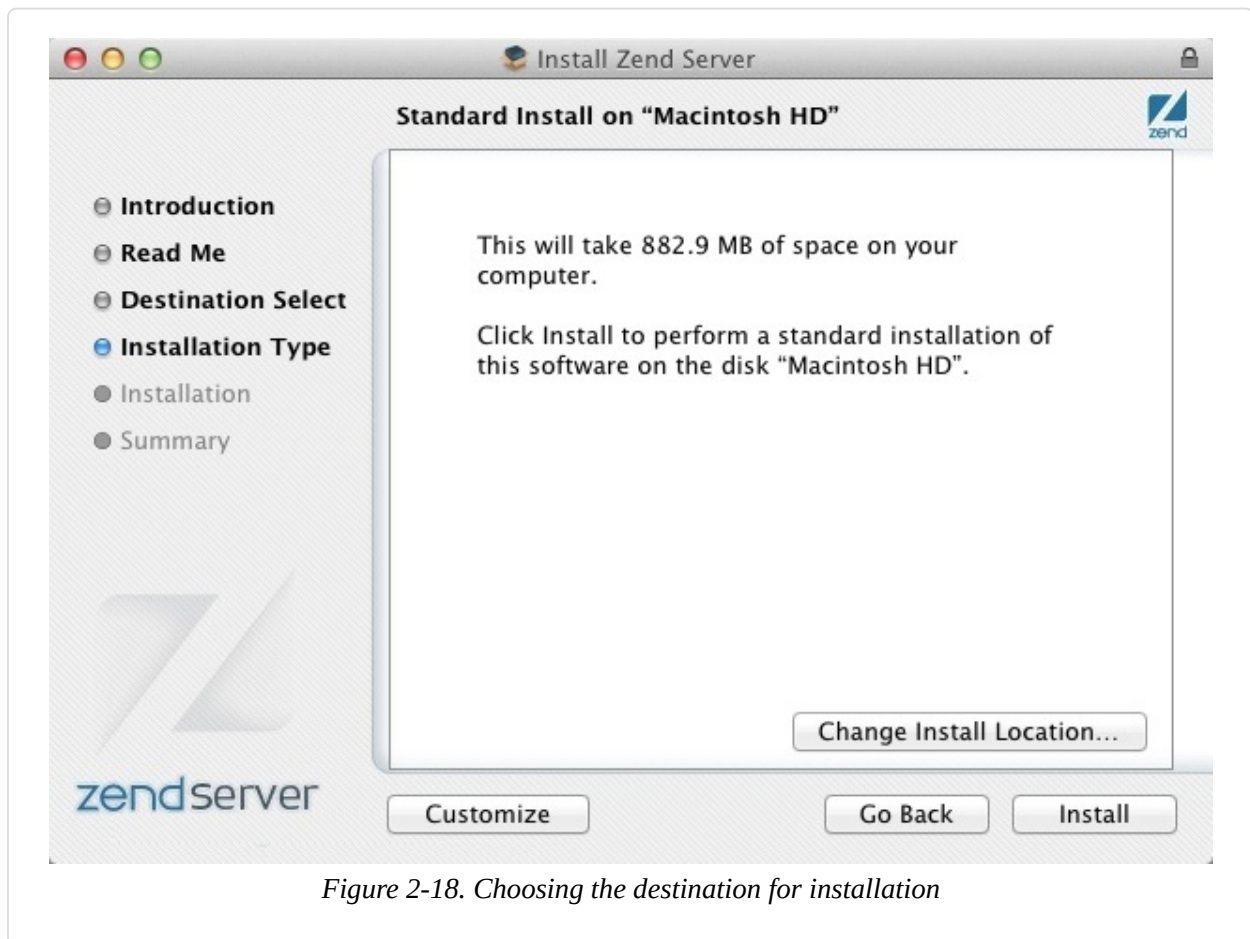 Install Zend Server
Standard Install on “Macintosh HD”
zend
Introduction
Read Me
Destination Select
Installation Type
Installation
Summary
This will take 882.9 MB of space on your
computer.
Click Install to perform a standard installation of
this software on the disk “Macintosh HD”.
Change Install Location...
zendserver
Customize
Go Back
Install
Figure 2-18. Choosing the destination for installation